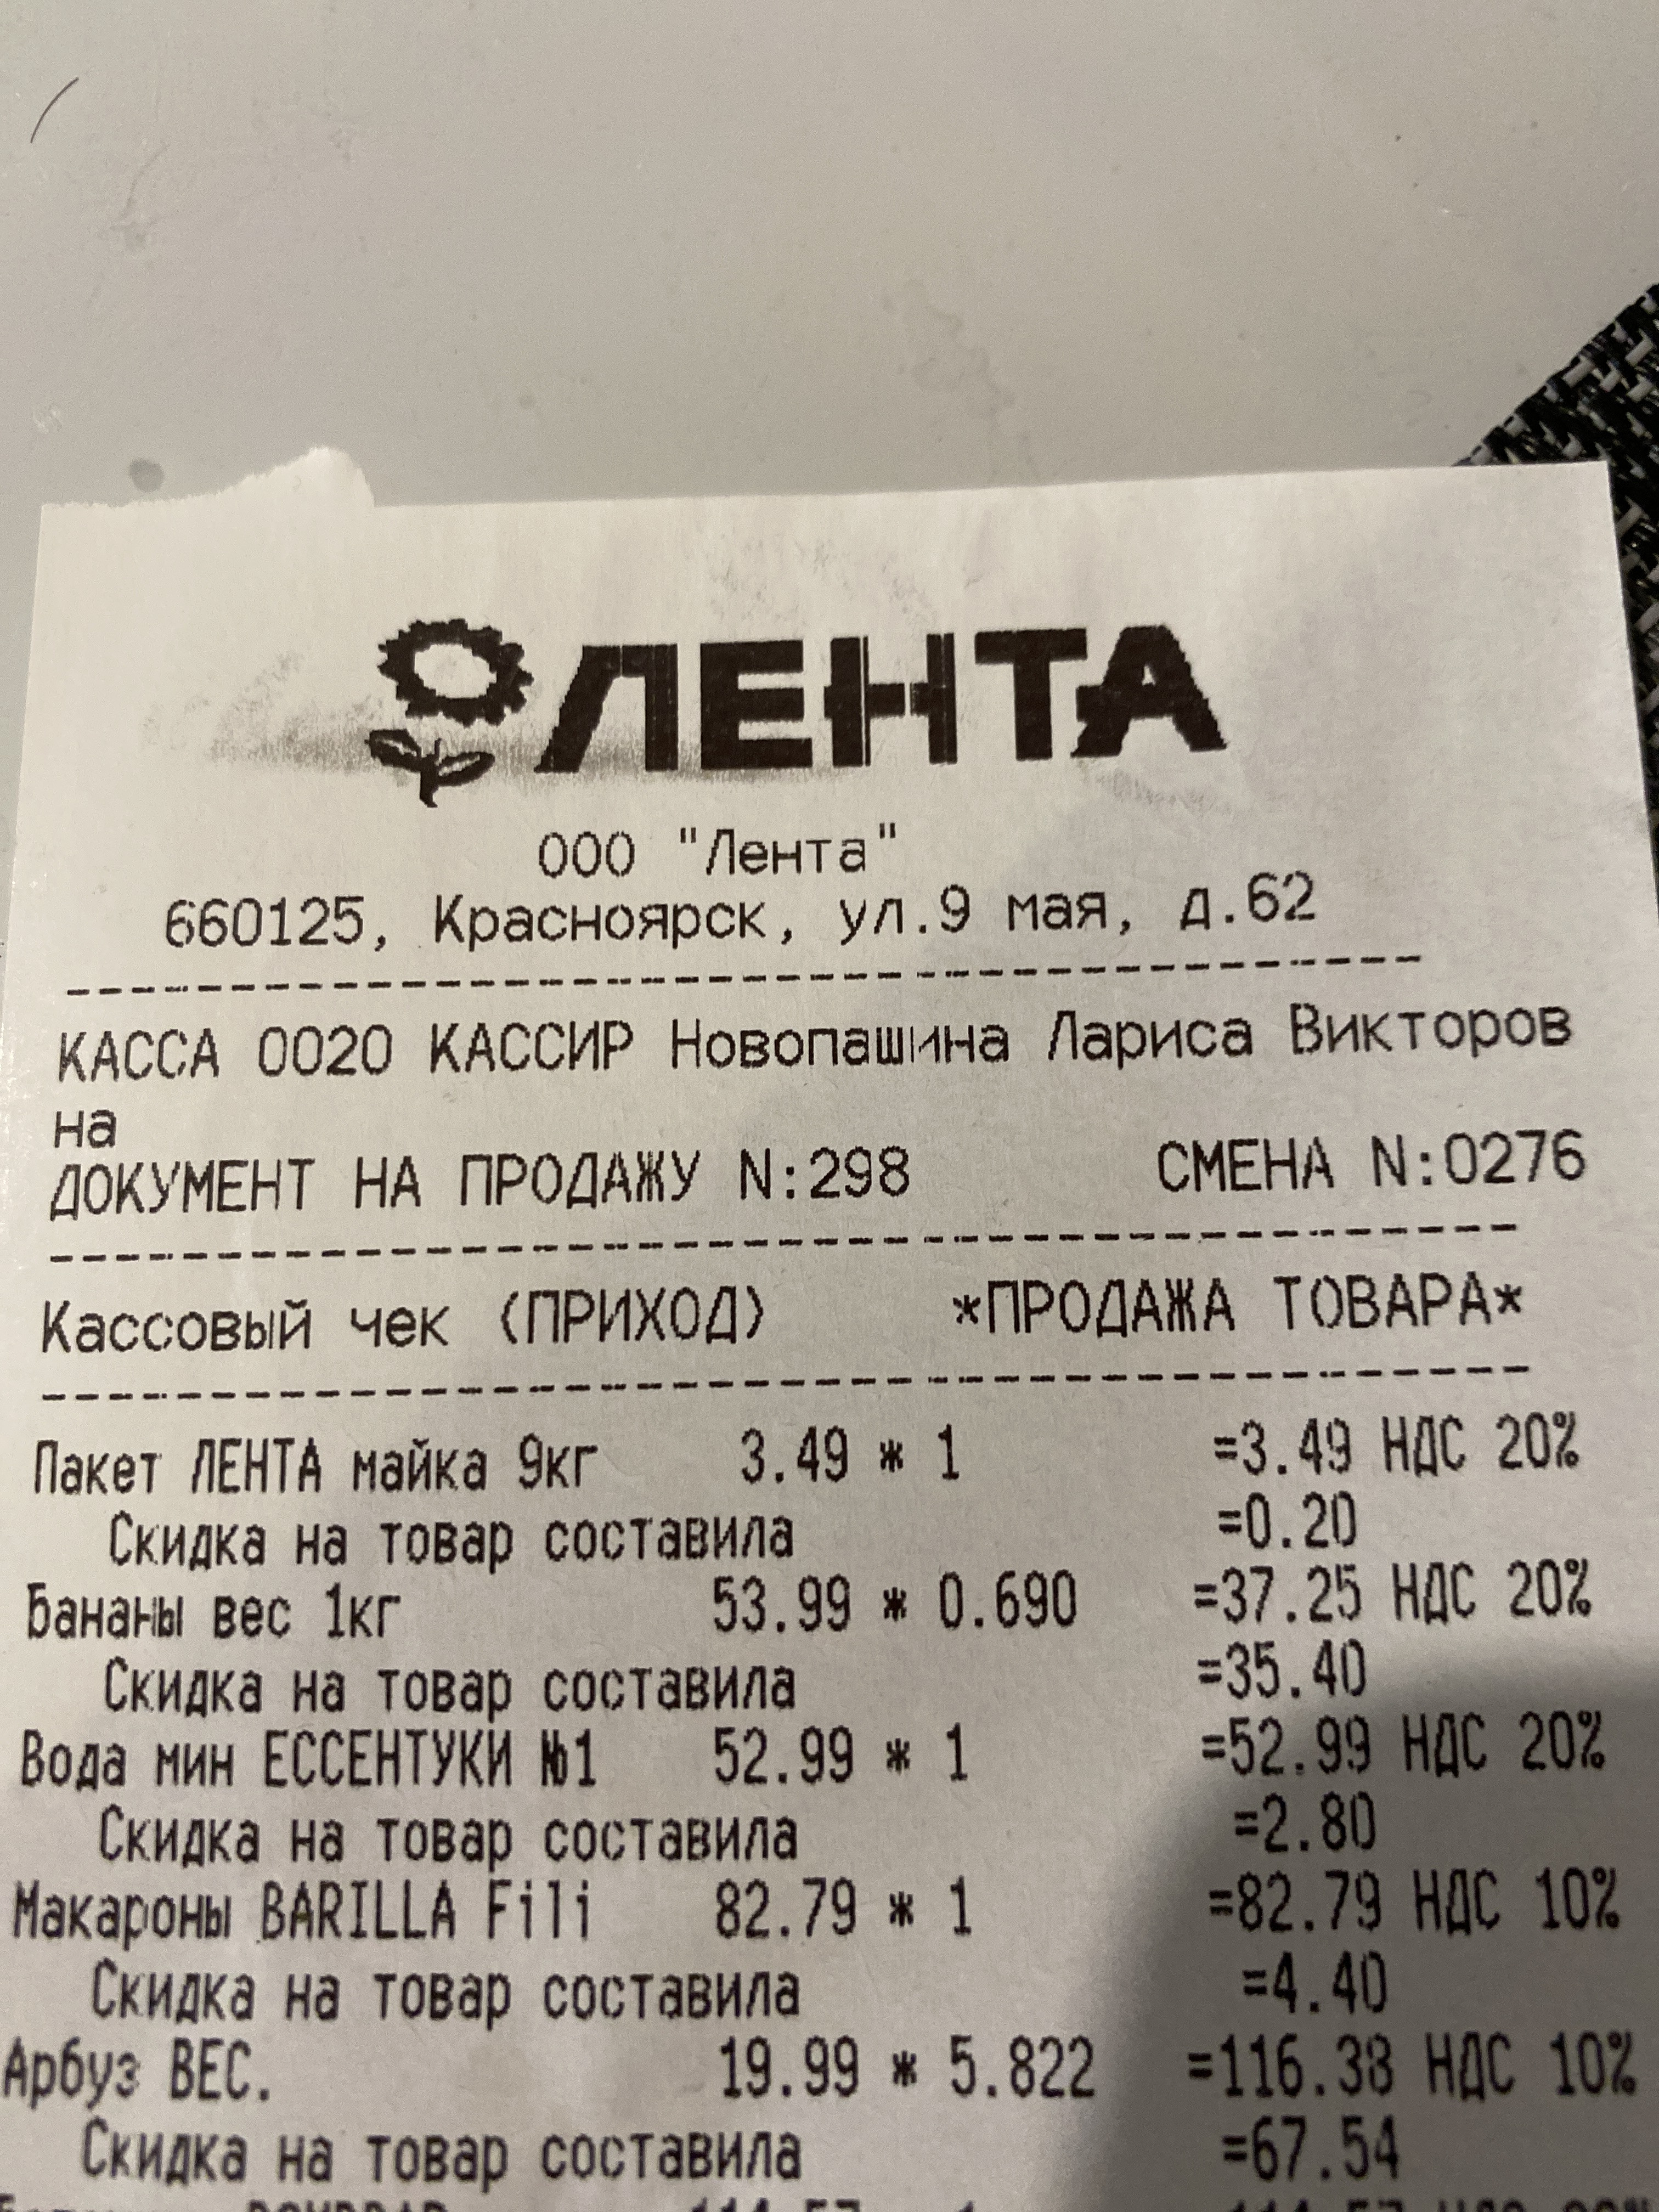 ЛЕНТА
ООО "Лента"
660125, Красноярск, ул.9 мая, д.62
КАССА 0020 КАССИР Новопашина Лариса Викторов
на
ДОКУМЕНТ НА ПРОДАЖУ N:298 СМЕНА N:0276
Кассовый чек (ПРИХОД) *ПРОДАЖА ТОВАРА*
Пакет ЛЕНТА майка 9кг 3.49 * 1 =3.49 НДС 20%
Скидка на товар составила =0.20
Бананы вес 1кг 53.99 * 0.690 =37.25 НДС 20%
Скидка на товар составила =35.40
Вода мин ЕССЕНТУКИ №1 52.99 * 1 =52.99 НДС 20%
Скидка на товар составила =2.80
Макароны BARILLA Fili 82.79 * 1 =82.79 НДС 10%
Скидка на товар составила =4.40
Арбуз ВЕС. 19.99 * 5.822 =116.38 НДС 10%
Скидка на товар составила =67.54